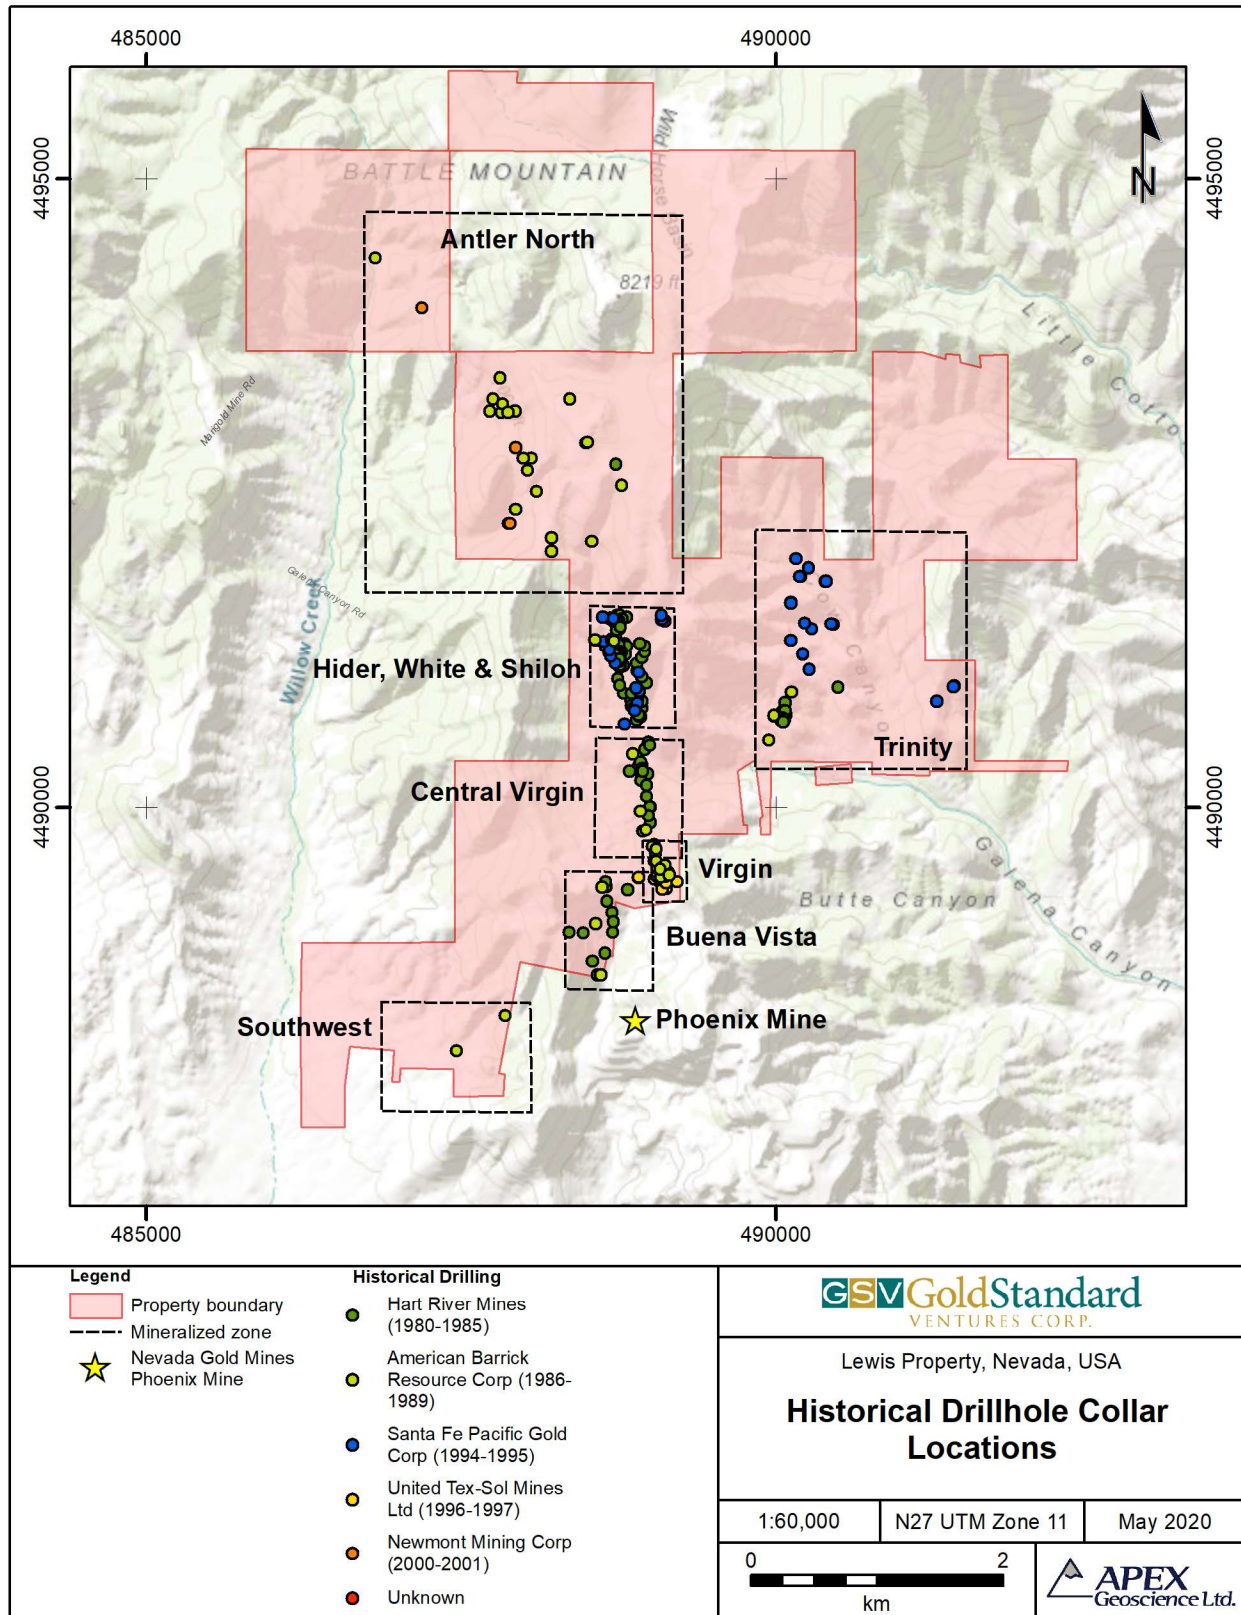 485000
490000
4495000
4495000
N
BATTLE MOUNTAIN
Wild Horse Basin
Antler North
8219 ft
Little Cotto
Marigold Mine Rd
Galena Canyon Rd
Willow Creek
Hider, White & Shiloh
Trinity
Central Virgin
4490000
4490000
Virgin
Galena Canyon
Butte Canyon
Buena Vista
Southwest
Phoenix Mine
485000
490000
Legend
Property boundary
Mineralized zone
Nevada Gold Mines
Phoenix Mine
Historical Drilling
Hart River Mines
(1980-1985)
American Barrick
Resource Corp (1986-
1989)
Santa Fe Pacific Gold
Corp (1994-1995)
United Tex-Sol Mines
Ltd (1996-1997)
Newmont Mining Corp
(2000-2001)
Unknown
GSV GoldStandard
VENTURES CORP.
Lewis Property, Nevada, USA
Historical Drillhole Collar
Locations
1:60,000
N27 UTM Zone 11
May 2020
0 2
km
APEX
Geoscience Ltd.